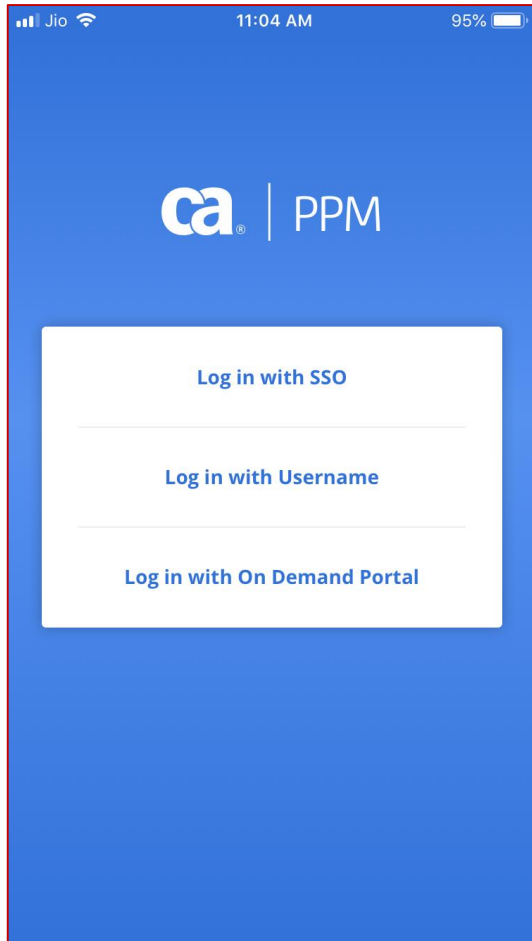 Jio 11:04 AM 95%
ca® | PPM
Log in with SSO
Log in with Username
Log in with On Demand Portal